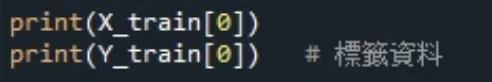 print(X_train[0])
print(Y_train[0])   # 標籤資料